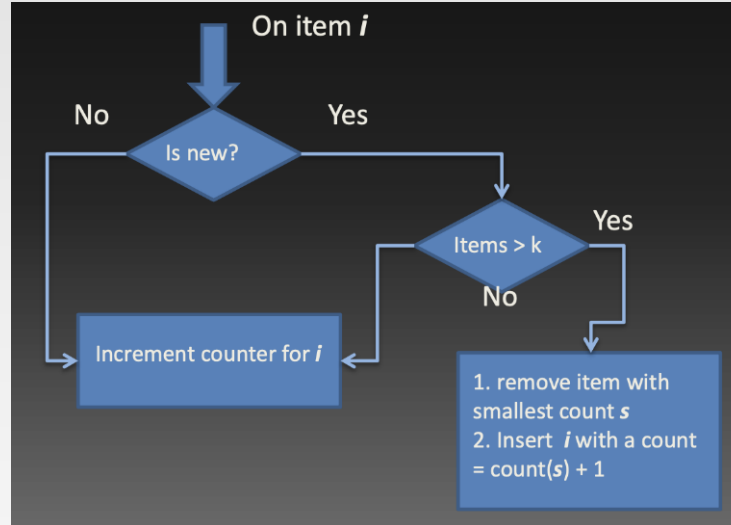 On item i
No
Yes
Is new?
Yes
Items > k
No
Increment counter for i
1. remove item with
smallest count s
2. Insert i with a count
= count(s) + 1